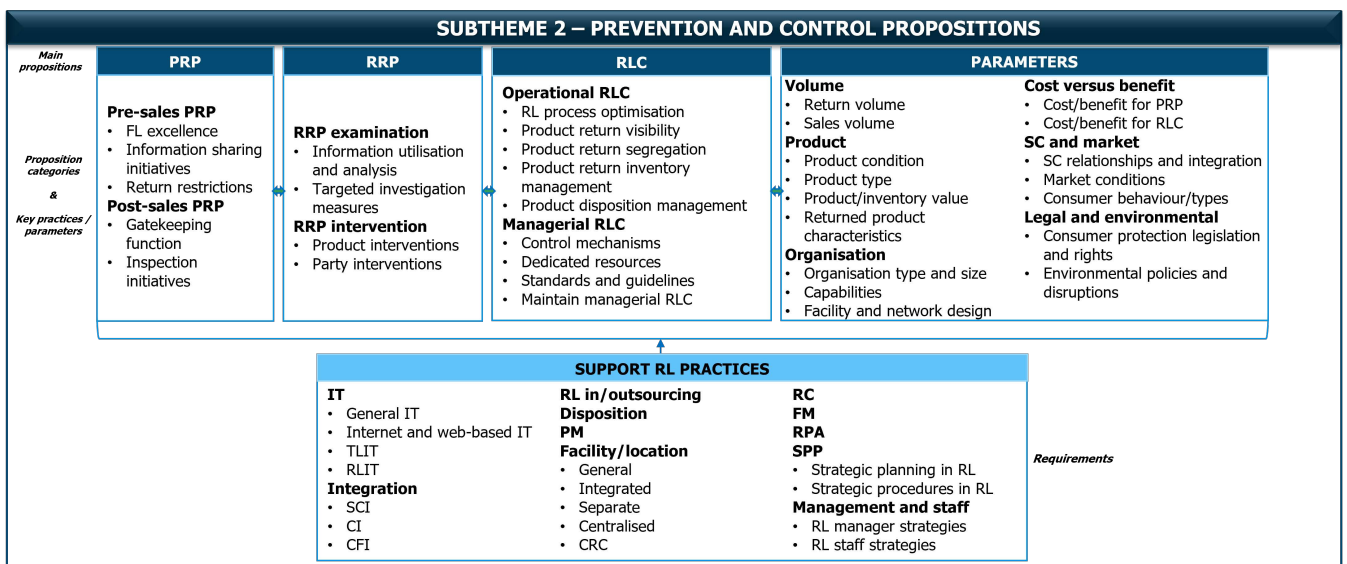 SUBTHEME 2 – PREVENTION AND CONTROL PROPOSITIONS
Main
propositions
PRP
RRP
RLC
PARAMETERS
Proposition
categories
&
Key practices /
parameters
Pre-sales PRP
• FL excellence
• Information sharing
initiatives
• Return restrictions
Post-sales PRP
• Gatekeeping
function
• Inspection
initiatives
RRP examination
• Information utilisation
and analysis
• Targeted investigation
measures
RRP intervention
• Product interventions
• Party interventions
Operational RLC
• RL process optimisation
• Product return visibility
• Product return segregation
• Product return inventory
management
• Product disposition management
Managerial RLC
• Control mechanisms
• Dedicated resources
• Standards and guidelines
• Maintain managerial RLC
Volume
• Return volume
• Sales volume
Product
• Product condition
• Product type
• Product/inventory value
• Returned product
characteristics
Organisation
• Organisation type and size
• Capabilities
• Facility and network design
Cost versus benefit
• Cost/benefit for PRP
• Cost/benefit for RLC
SC and market
• SC relationships and integration
• Market conditions
• Consumer behaviour/types
Legal and environmental
• Consumer protection legislation
and rights
• Environmental policies and
disruptions
SUPPORT RL PRACTICES
IT
• General IT
• Internet and web-based IT
• TLIT
• RLIT
Integration
• SCI
• CI
• CFI
RL in/outsourcing
Disposition
PM
Facility/location
• General
• Integrated
• Separate
• Centralised
• CRC
RC
FM
RPA
SPP
• Strategic planning in RL
• Strategic procedures in RL
Management and staff
• RL manager strategies
• RL staff strategies
Requirements